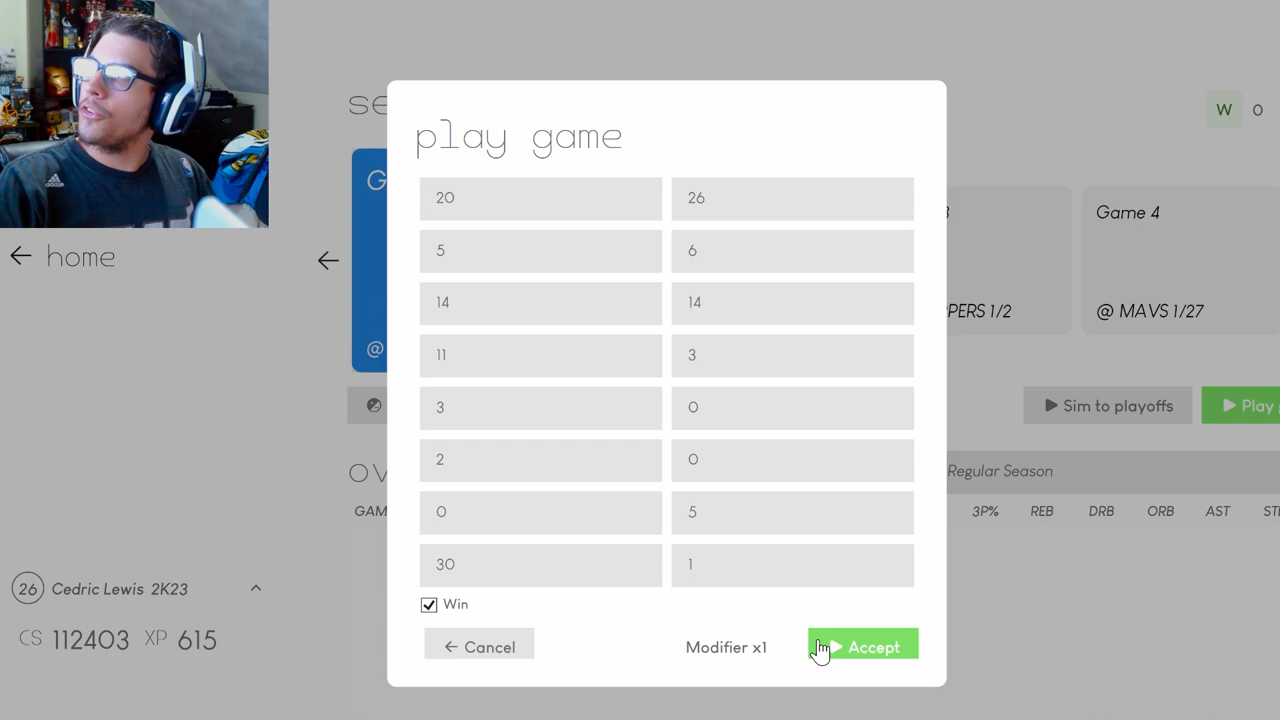 se
W 0
G
play game
20 26
5 6
14 14
11 3
3 0
2 0
0 5
30 1
Win
Cancel
Modifier x1
Accept
home
@
PERS 1/2
Game 4
@ MAVS 1/27
Sim to playoffs
Play
ov
Regular Season
GAM
3P% REB DRB ORB AST ST
26 Cedric Lewis 2K23
CS 112403 XP 615